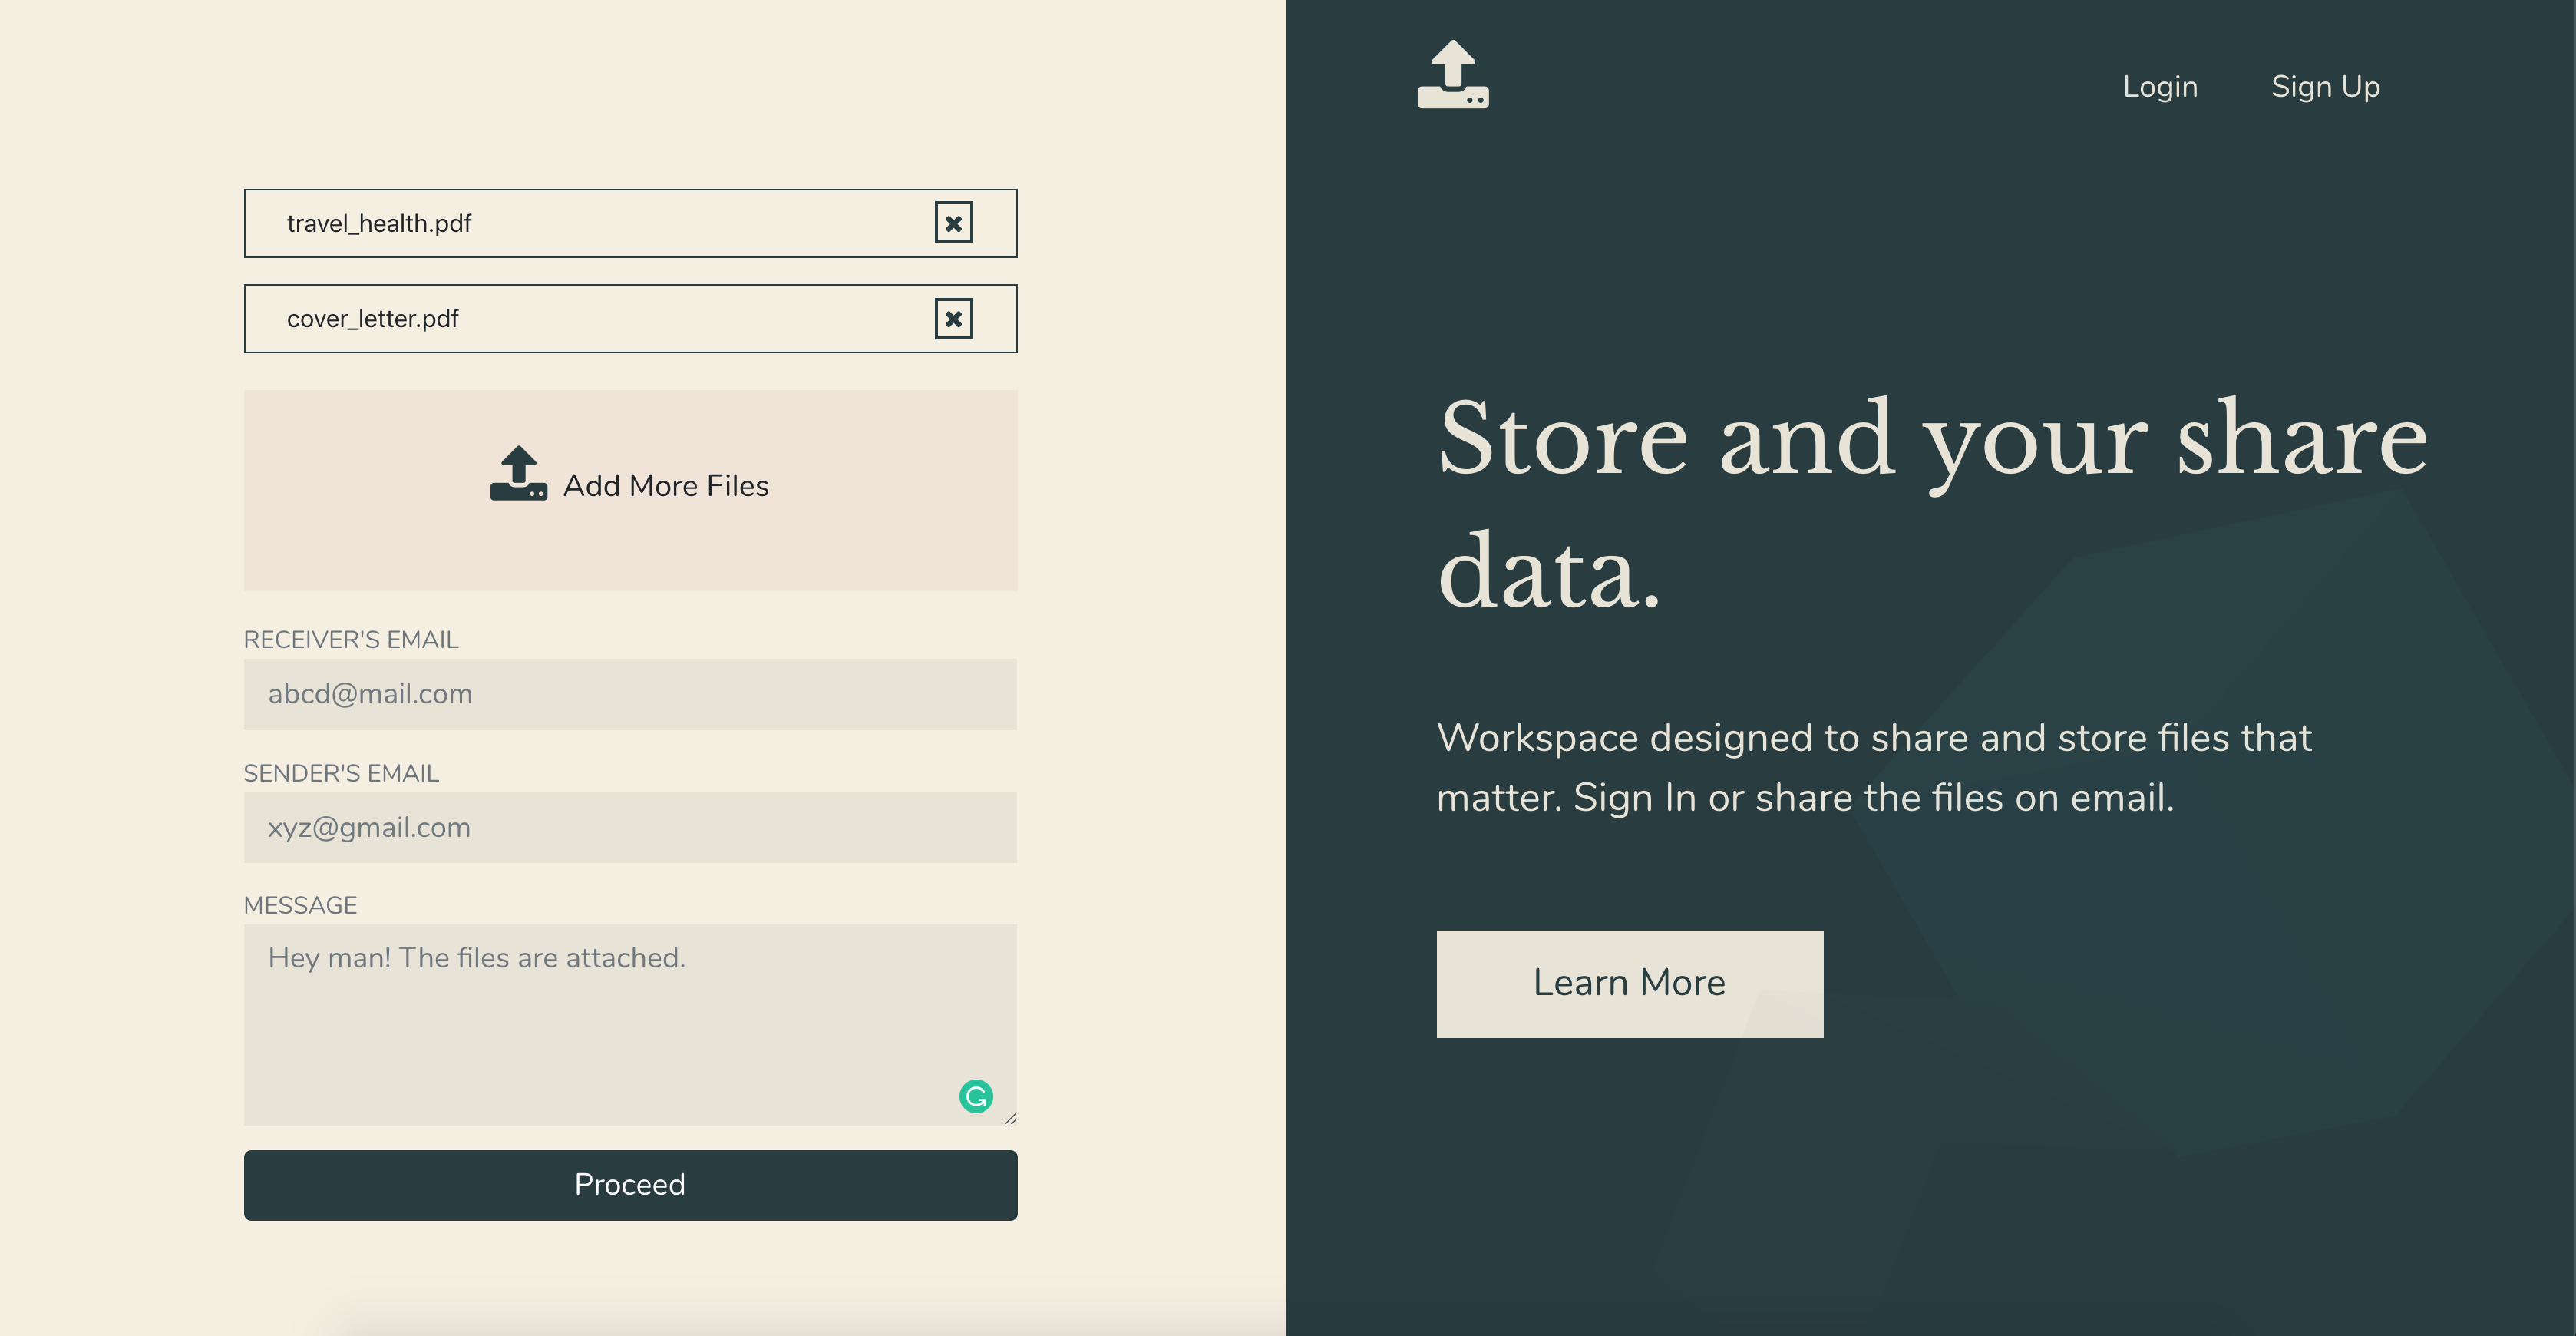 travel_health.pdf
cover_letter.pdf
Add More Files
RECEIVER'S EMAIL
abcd@mail.com
SENDER'S EMAIL
xyz@gmail.com
MESSAGE
Hey man! The files are attached.
Proceed
Login
Sign Up
Store and your share
data.
Workspace designed to share and store files that
matter. Sign In or share the files on email.
Learn More